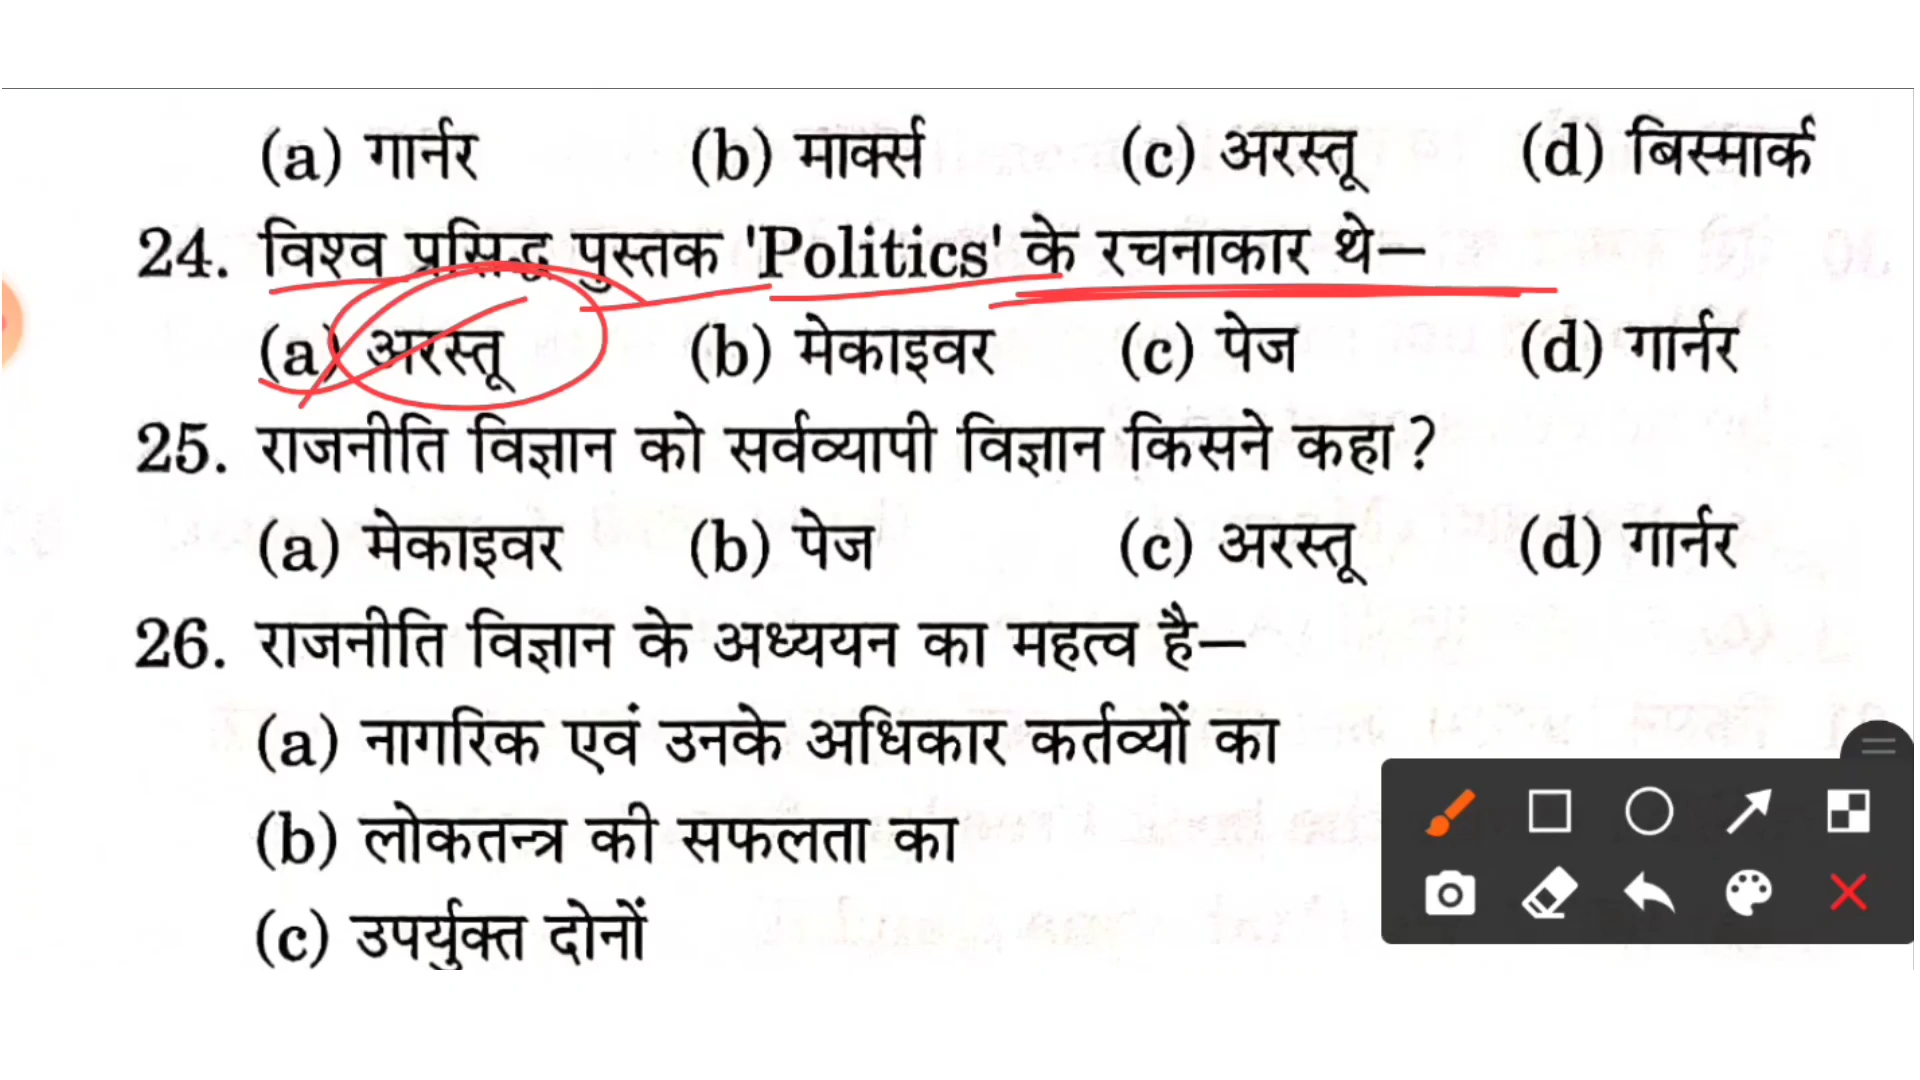 (a) गार्नर (b) मार्क्स (c) अरस्तू (d) बिस्मार्क
24. विश्व प्रसिद्ध पुस्तक 'Politics' के रचनाकार थे–
(a) अरस्तू (b) मेकाइवर (c) पेज (d) गार्नर
25. राजनीति विज्ञान को सर्वव्यापी विज्ञान किसने कहा?
(a) मेकाइवर (b) पेज (c) अरस्तू (d) गार्नर
26. राजनीति विज्ञान के अध्ययन का महत्व है–
(a) नागरिक एवं उनके अधिकार कर्तव्यों का
(b) लोकतन्त्र की सफलता का
(c) उपर्युक्त दोनों